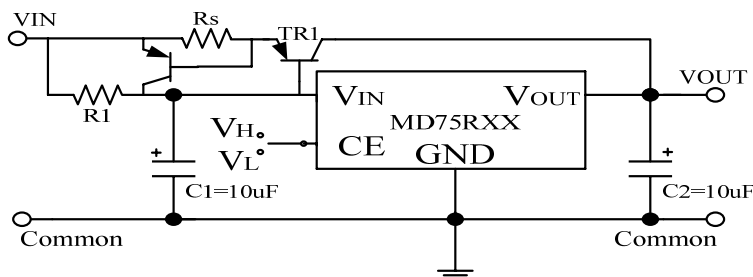 VIN
Rs
TR1
R1
VIN
VOUT
VOUT
MD75RXX
VH
VL
CE
GND
C1=10uF
C2=10uF
Common
Common